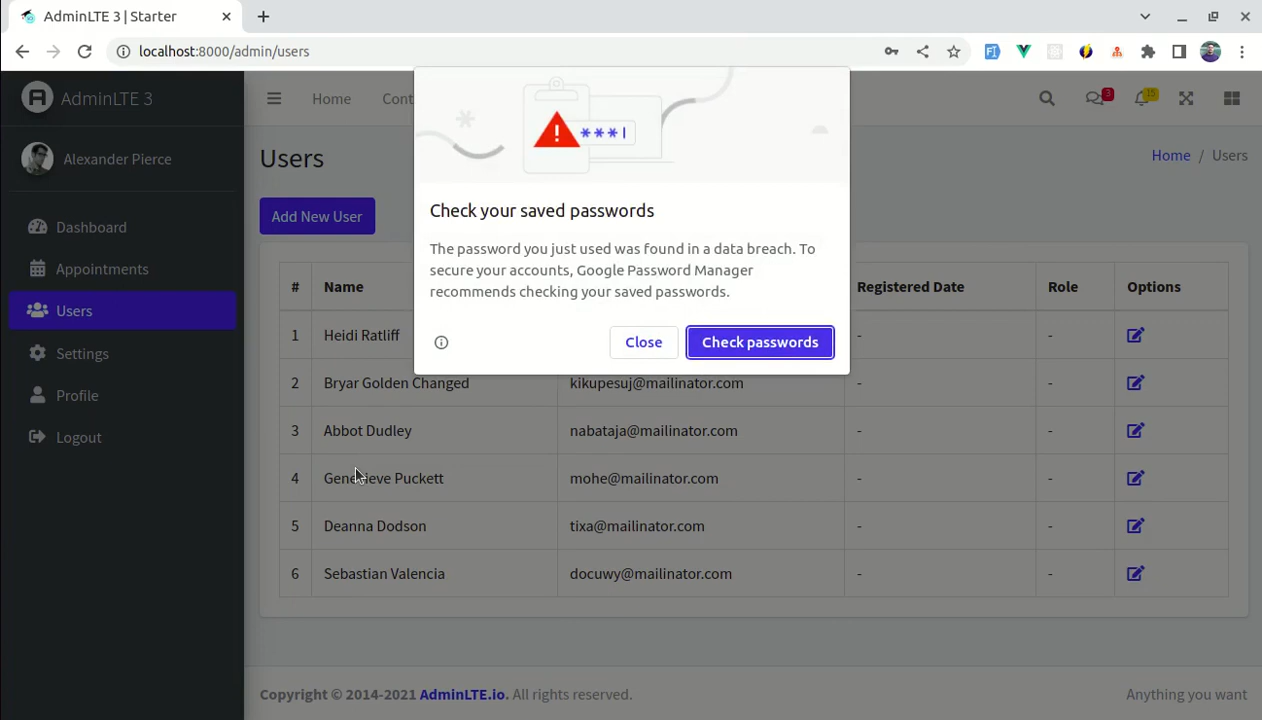 AdminLTE 3 | Starter
localhost:8000/admin/users
AdminLTE 3
Home
Cont
3
15
Alexander Pierce
Dashboard
Appointments
Users
Settings
Profile
Logout
Users
Home / Users
Add New User
***|
Check your saved passwords
The password you just used was found in a data breach. To
secure your accounts, Google Password Manager
recommends checking your saved passwords.
Close
Check passwords
# Name Registered Date Role Options
1 Heidi Ratliff - -
2 Bryar Golden Changed kikupesuj@mailinator.com - -
3 Abbot Dudley nabataja@mailinator.com - -
4 Genevieve Puckett mohe@mailinator.com - -
5 Deanna Dodson tixa@mailinator.com - -
6 Sebastian Valencia docuwy@mailinator.com - -
Copyright © 2014-2021 AdminLTE.io. All rights reserved.
Anything you want